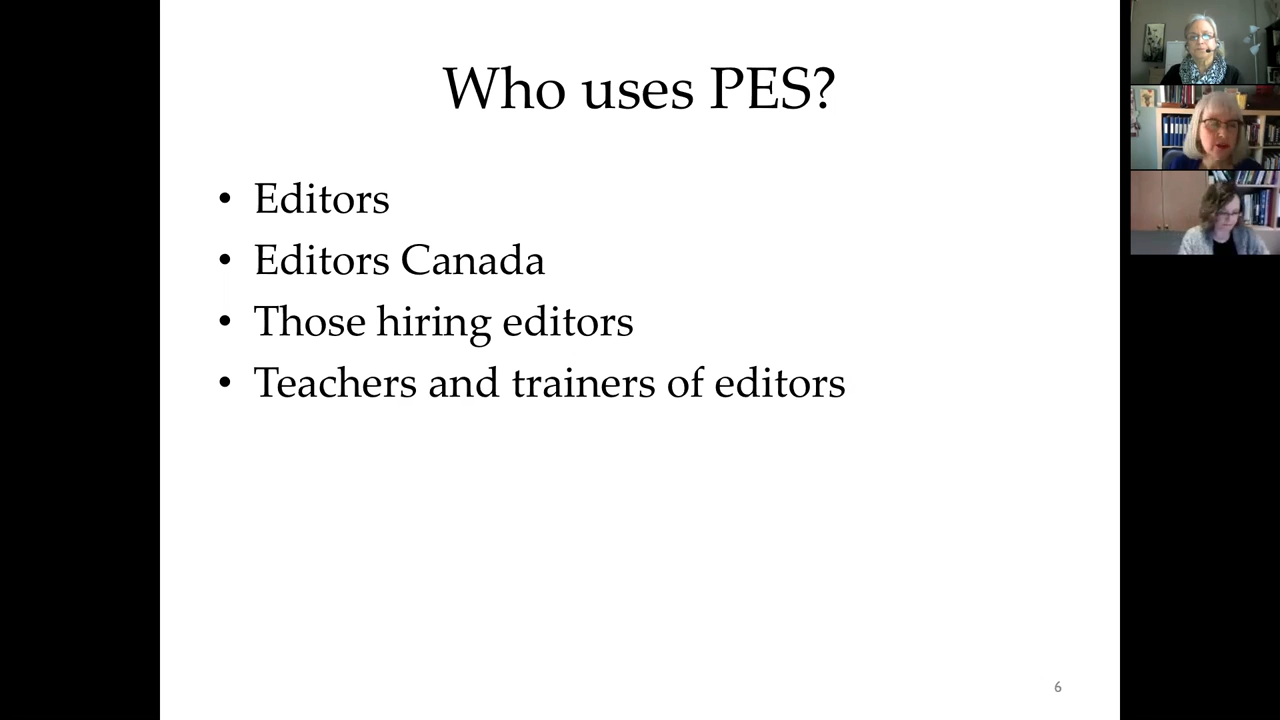 Who uses PES?
• Editors
• Editors Canada
• Those hiring editors
• Teachers and trainers of editors
6